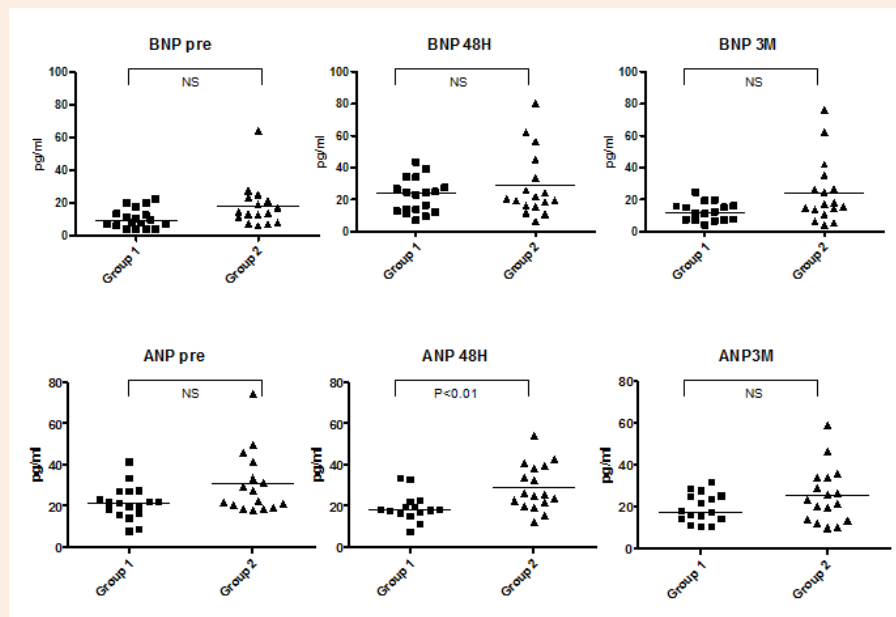 BNP pre
NS
100
80
60
40
20
0
pg/ml
Group 1
Group 2
BNP 48H
NS
100
80
60
40
20
0
pg/ml
Group 1
Group 2
BNP 3M
NS
100
80
60
40
20
0
pg/ml
Group 1
Group 2
ANP pre
NS
80
60
40
20
0
pg/ml
Group 1
Group 2
ANP 48H
P<0.01
80
60
40
20
0
pg/ml
Group 1
Group 2
ANP3M
NS
80
60
40
20
0
pg/ml
Group 1
Group 2